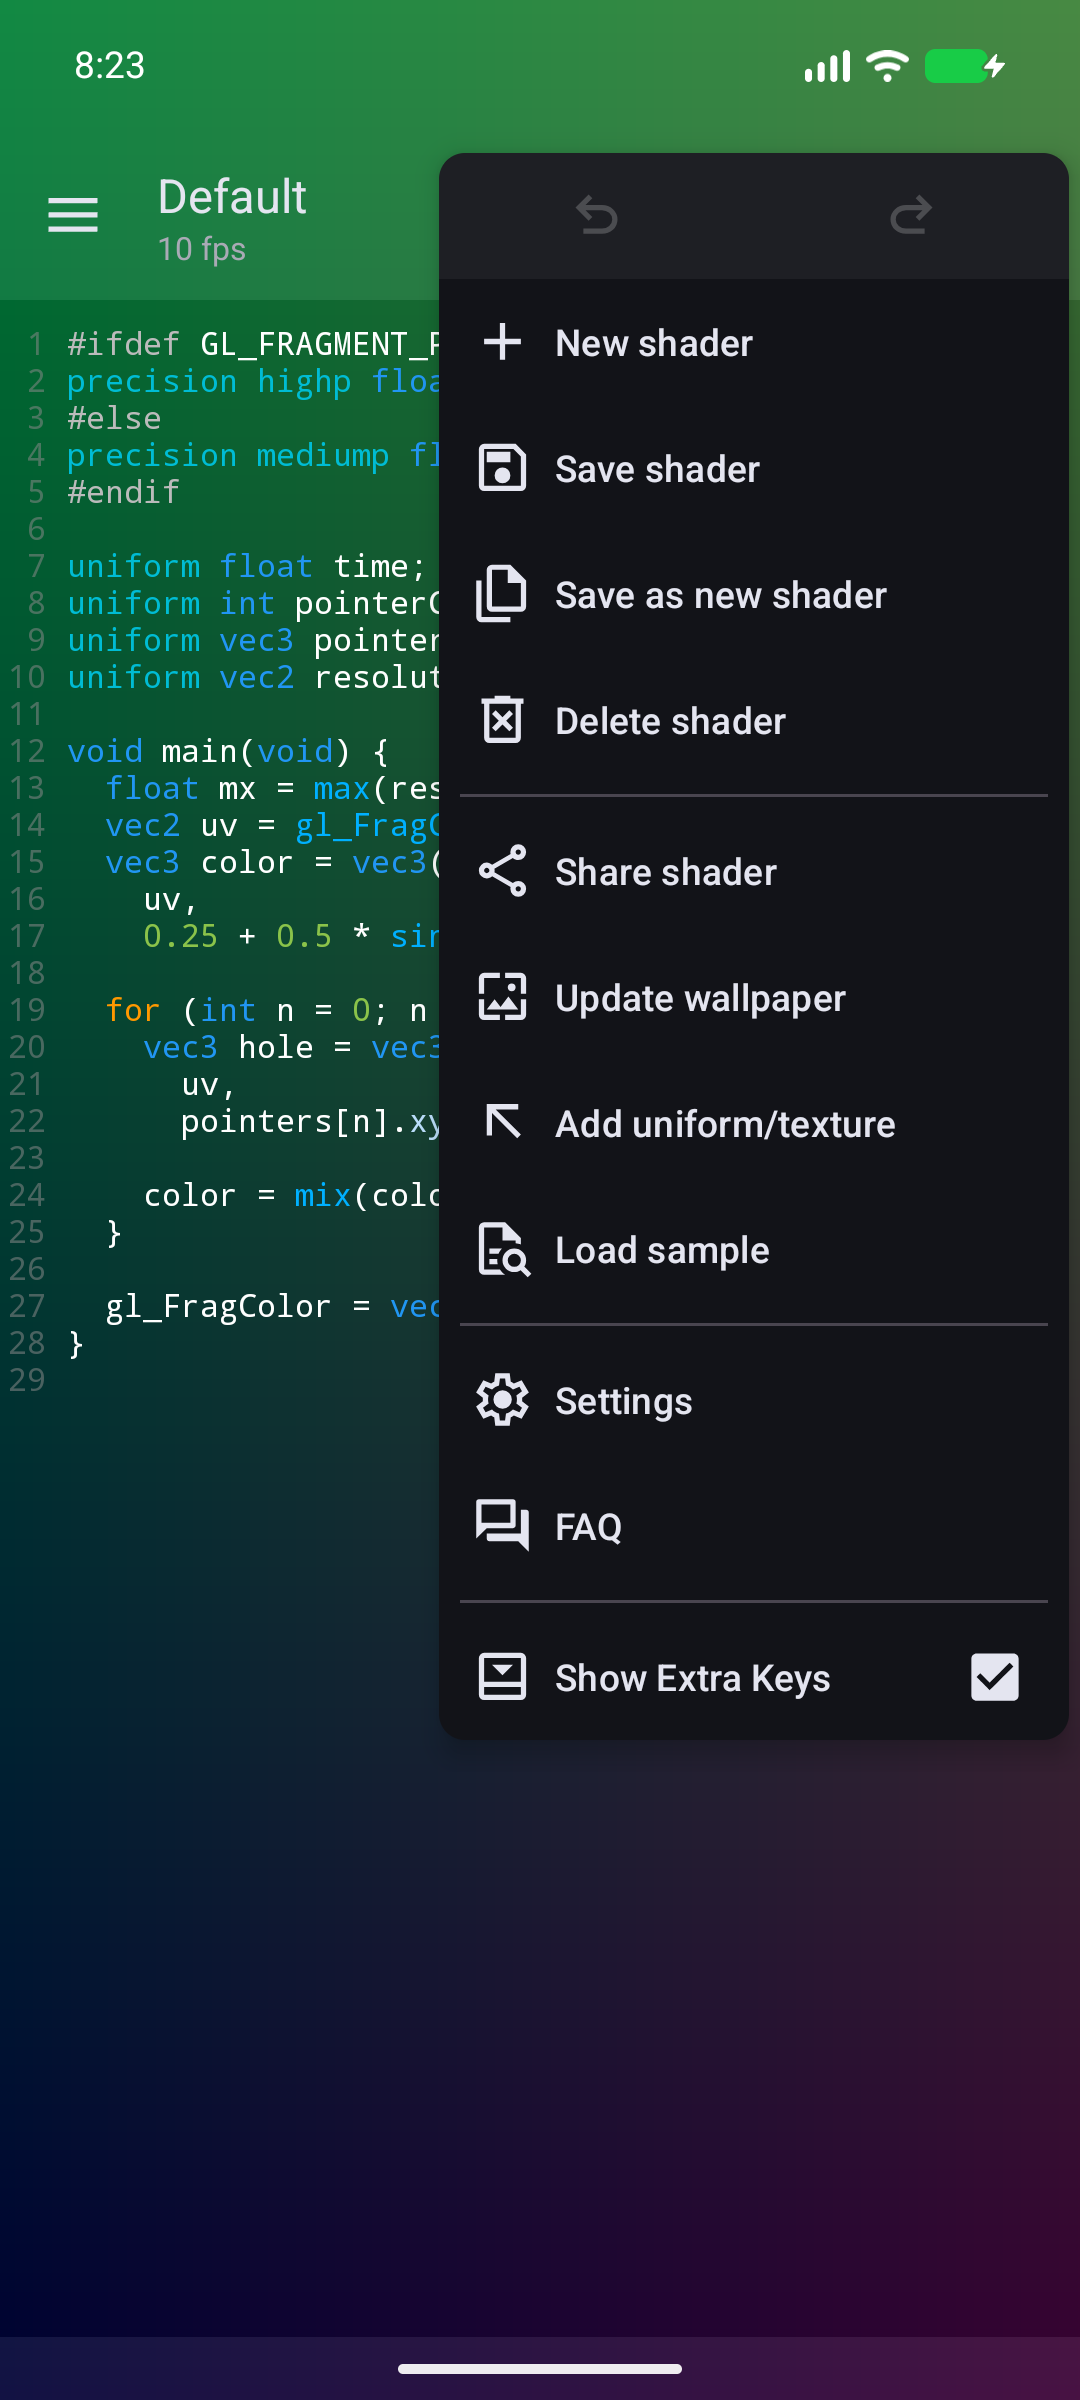 8:23
Default
10 fps
1 #ifdef GL_FRAGMENT_P
2 precision highp floa
3 #else
4 precision mediump fl
5 #endif
6
7 uniform float time;
8 uniform int pointerC
9 uniform vec3 pointer
10 uniform vec2 resolut
11
12 void main(void) {
13 float mx = max(res
14 vec2 uv = gl_FragC
15 vec3 color = vec3(
16 uv,
17 0.25 + 0.5 * sin
18
19 for (int n = 0; n
20 vec3 hole = vec3
21 uv,
22 pointers[n].xy
23
24 color = mix(colo
25 }
26
27 gl_FragColor = vec
28 }
29
New shader
Save shader
Save as new shader
Delete shader
Share shader
Update wallpaper
Add uniform/texture
Load sample
Settings
FAQ
Show Extra Keys